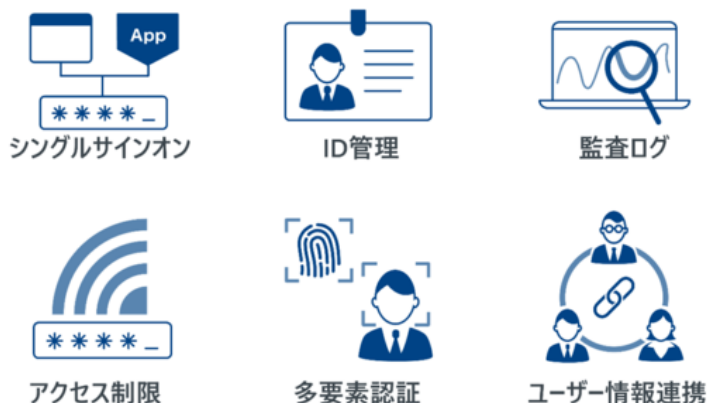 App
****_
シングルサインオン
ID管理
監査ログ
****_
アクセス制限
多要素認証
ユーザー情報連携